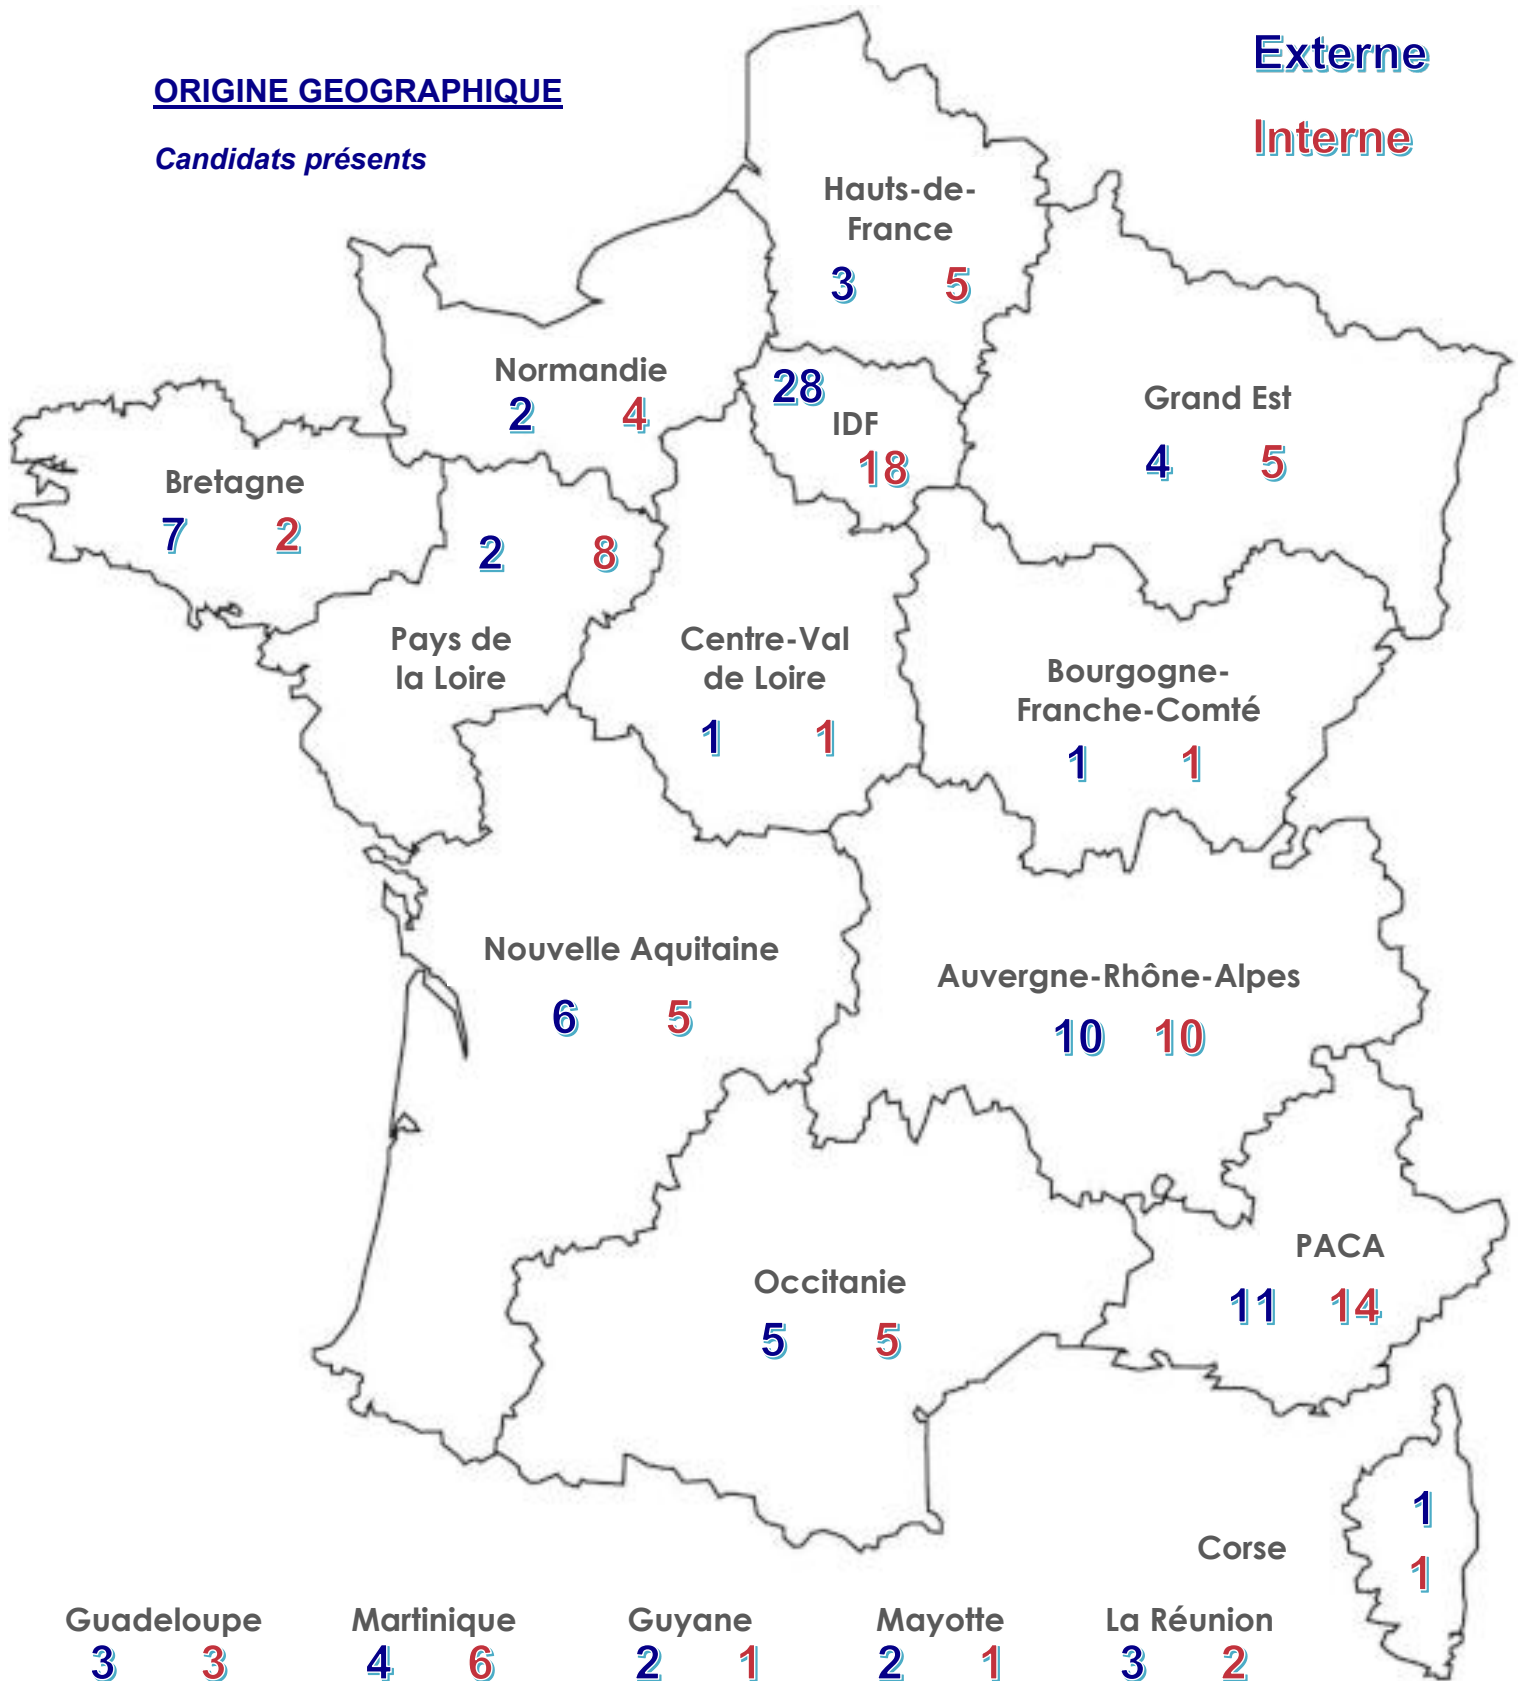 Externe
ORIGINE GEOGRAPHIQUE
Interne
Candidats présents
Hauts-de-
France
3 5
Normandie
2 4
28
IDF
18
Grand Est
4 5
Bretagne
7 2
2 8
Pays de
la Loire
Centre-Val
de Loire
1 1
Bourgogne-
Franche-Comté
1 1
Nouvelle Aquitaine
6 5
Auvergne-Rhône-Alpes
10 10
PACA
11 14
Occitanie
5 5
Corse
1
1
Guadeloupe
3 3
Martinique
4 6
Guyane
2 1
Mayotte
2 1
La Réunion
3 2